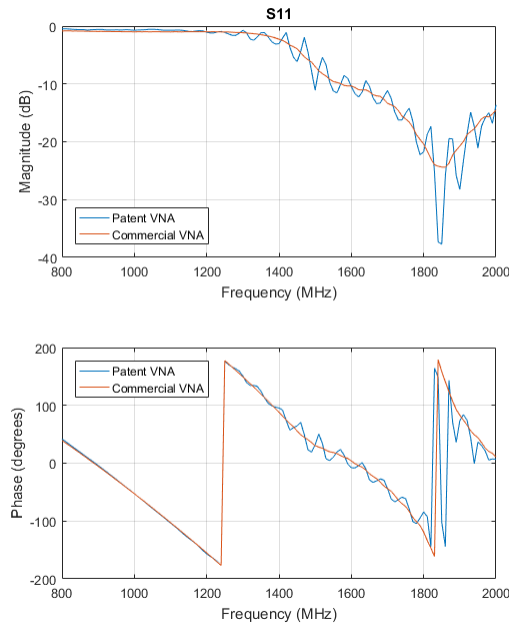 S11
0
-10
-20
-30
-40
Magnitude (dB)
Patent VNA
Commercial VNA
800 1000 1200 1400 1600 1800 2000
Frequency (MHz)
200
100
0
-100
-200
Phase (degrees)
Patent VNA
Commercial VNA
800 1000 1200 1400 1600 1800 2000
Frequency (MHz)